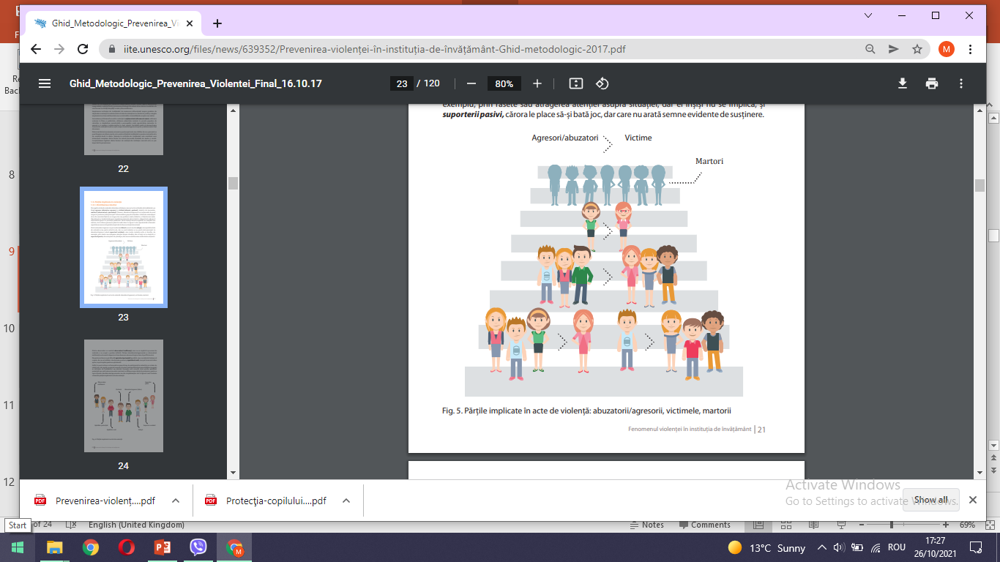 Ghid_Metodologic_Prevenirea_Vi
iite.unesco.org/files/news/639352/Prevenirea-violenței-în-instituția-de-învățământ-Ghid-metodologic-2017.pdf
M
Ghid_Metodologic_Prevenirea_Violentei_Final_16.10.17
23 / 120
80%
Re
Back
F
8
9
10
11
12
22
23
24
exemplu, prin râsete sau atragerea atenției asupra situației, dar ei înșiși nu se implică, și
suporterii pasivi, cărora le place să-și bată joc, dar care nu arată semne evidente de susținere.
Agresori/abuzatori
Victime
Martori
Fig. 5. Părțile implicate în acte de violență: abuzatorii/agresorii, victimele, martorii
Fenomenul violenței în instituția de învățământ | 21
Prevenirea-violenț....pdf
Protecția-copilului....pdf
Activate Windows
Go to Settings to activate Windows.
Show all
Start
of 24
English (United Kingdom)
Notes
Comments
69%
M
13°C Sunny
ROU
17:27
26/10/2021